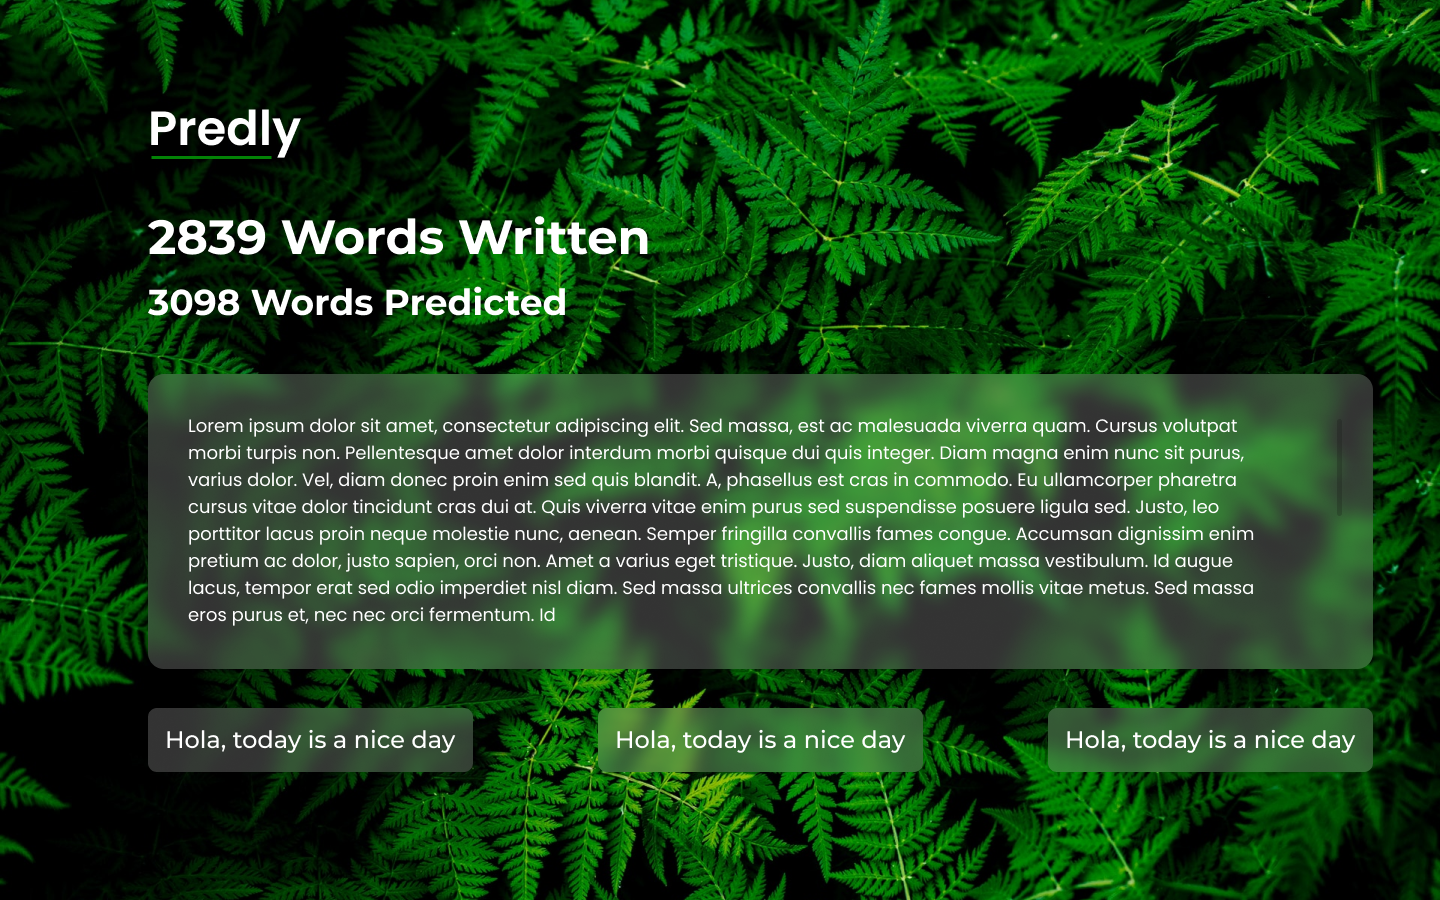 Predly
2839 Words Written
3098 Words Predicted
Lorem ipsum dolor sit amet, consectetur adipiscing elit. Sed massa, est ac malesuada viverra quam. Cursus volutpat
morbi turpis non. Pellentesque amet dolor interdum morbi quisque dui quis integer. Diam magna enim nunc sit purus,
varius dolor. Vel, diam donec proin enim sed quis blandit. A, phasellus est cras in commodo. Eu ullamcorper pharetra
cursus vitae dolor tincidunt cras dui at. Quis viverra vitae enim purus sed suspendisse posuere ligula sed. Justo, leo
porttitor lacus proin neque molestie nunc, aenean. Semper fringilla convallis fames congue. Accumsan dignissim enim
pretium ac dolor, justo sapien, orci non. Amet a varius eget tristique. Justo, diam aliquet massa vestibulum. Id augue
lacus, tempor erat sed odio imperdiet nisl diam. Sed massa ultrices convallis nec fames mollis vitae metus. Sed massa
eros purus et, nec nec orci fermentum. Id
Hola, today is a nice day
Hola, today is a nice day
Hola, today is a nice day